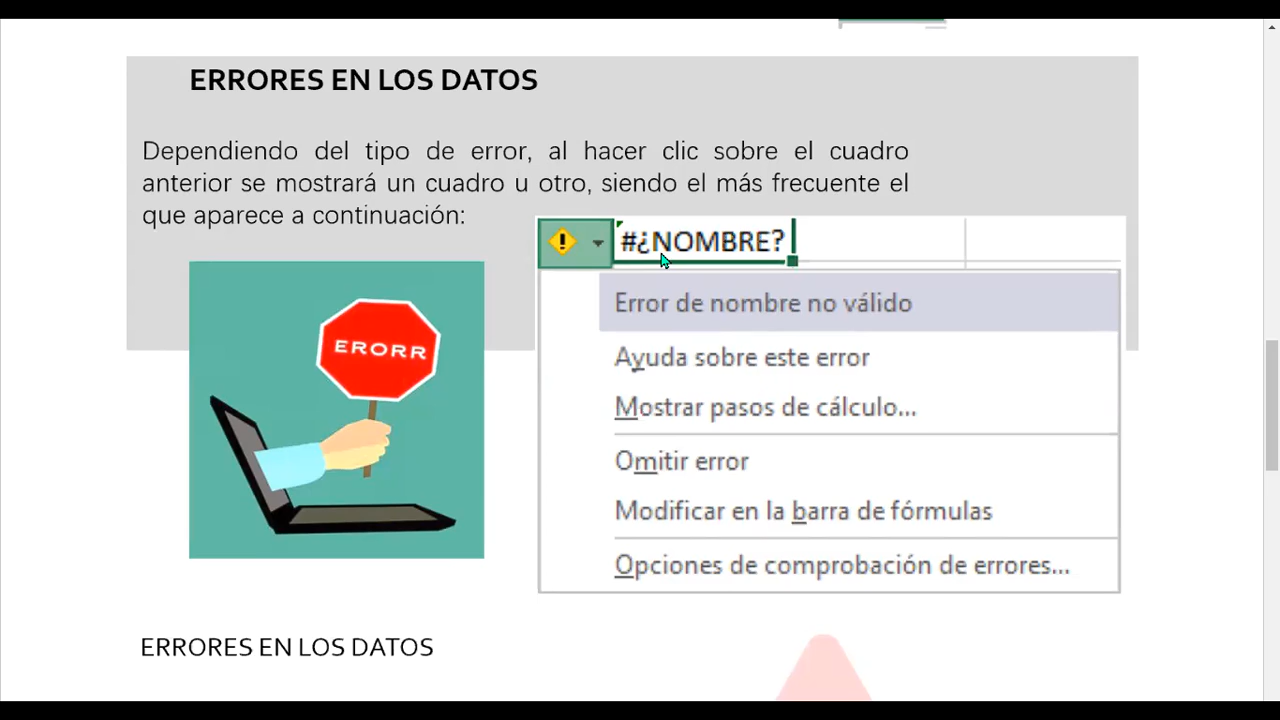 ERRORES EN LOS DATOS
Dependiendo del tipo de error, al hacer clic sobre el cuadro
anterior se mostrará un cuadro u otro, siendo el más frecuente el
que aparece a continuación:
#¿NOMBRE?
ERORR
Error de nombre no válido
Ayuda sobre este error
Mostrar pasos de cálculo...
Omitir error
Modificar en la barra de fórmulas
Opciones de comprobación de errores...
ERRORES EN LOS DATOS